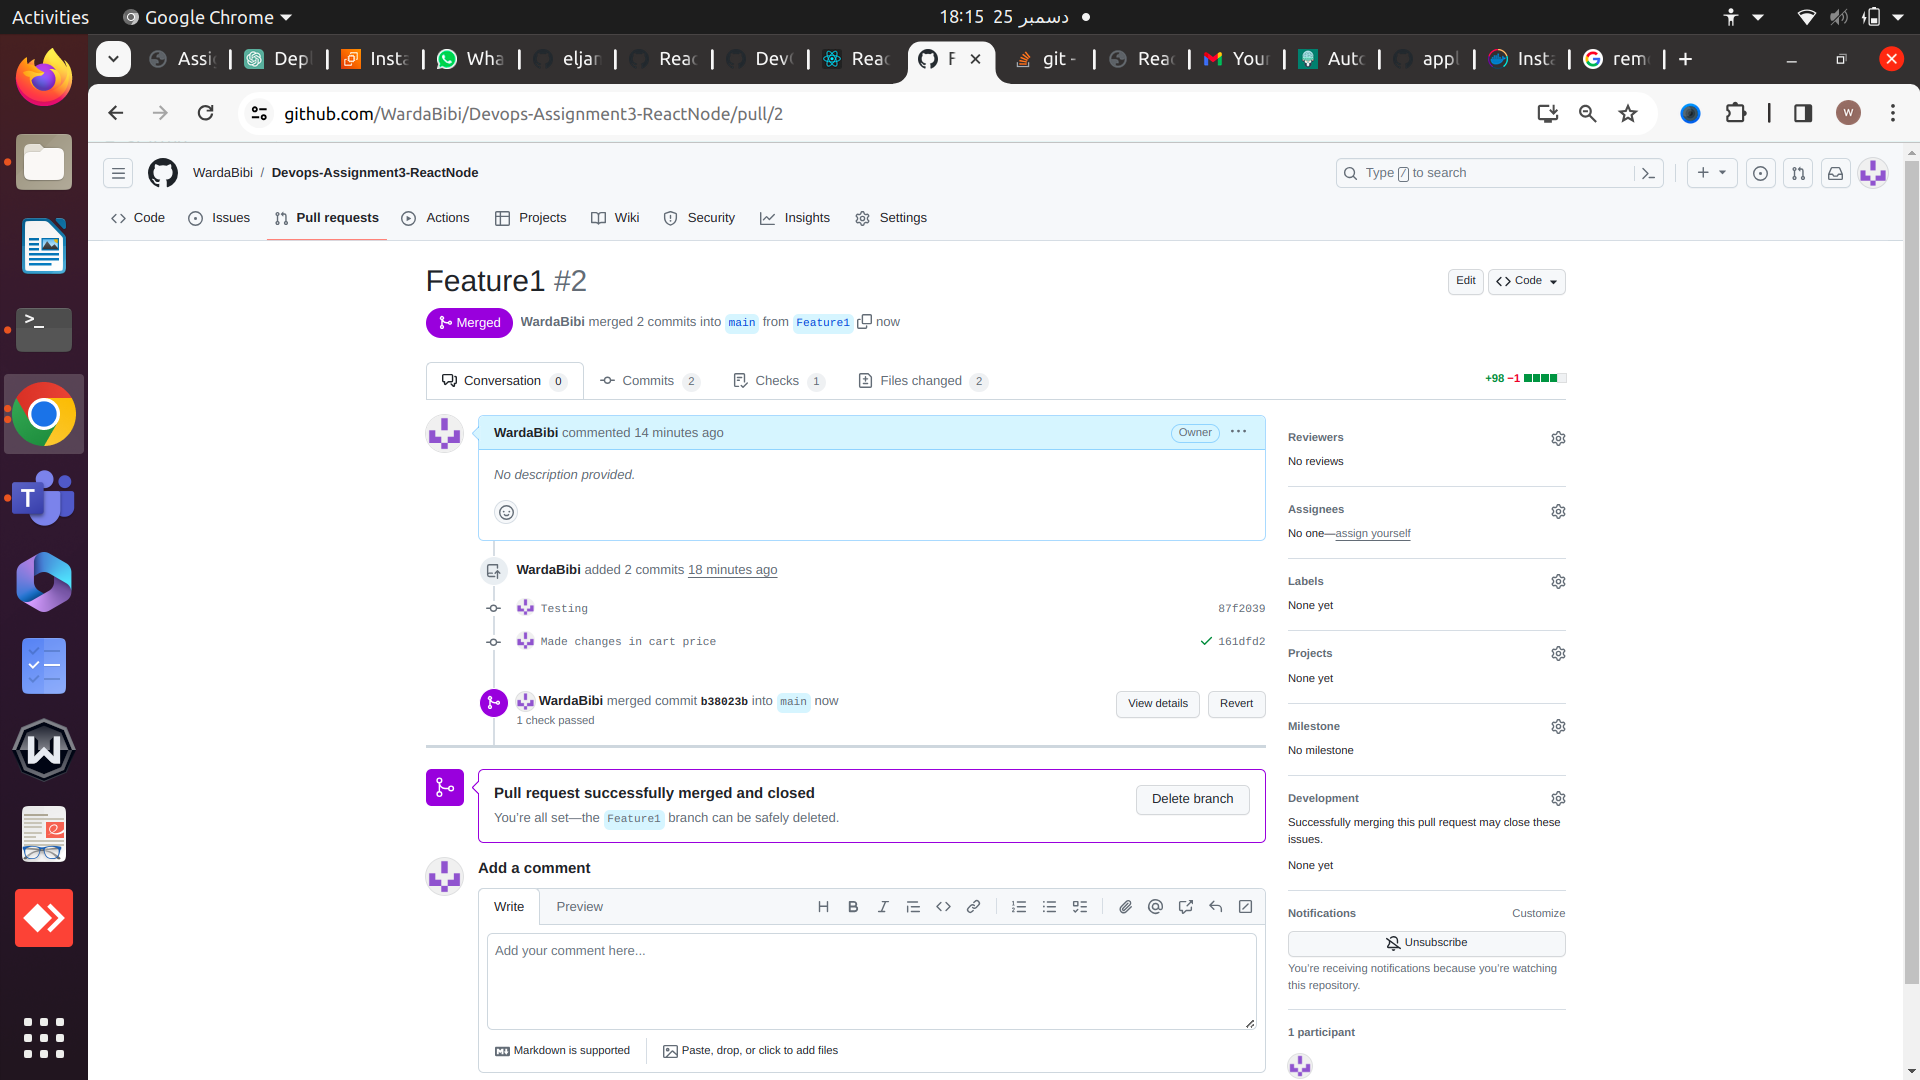 Activities
Google Chrome
18:15 25 دسمبر
Assig
Depl
Insta
Wha
eljan
Reac
Dev
Reac
F
git -
Reac
Your
Auto
appl
Insta
rem
github.com/WardaBibi/Devops-Assignment3-ReactNode/pull/2
W
WardaBibi / Devops-Assignment3-ReactNode
Type / to search
Code
Issues
Pull requests
Actions
Projects
Wiki
Security
Insights
Settings
Feature1 #2
Edit
Code
Merged
WardaBibi merged 2 commits into main from Feature1 now
Conversation 0
Commits 2
Checks 1
Files changed 2
+98 −1
WardaBibi commented 14 minutes ago
Owner
No description provided.
WardaBibi added 2 commits 18 minutes ago
Testing
87f2039
Made changes in cart price
161dfd2
WardaBibi merged commit b38023b into main now
1 check passed
View details
Revert
Pull request successfully merged and closed
You're all set—the Feature1 branch can be safely deleted.
Delete branch
Add a comment
Write
Preview
Add your comment here...
Markdown is supported
Paste, drop, or click to add files
Reviewers
No reviews
Assignees
No one—assign yourself
Labels
None yet
Projects
None yet
Milestone
No milestone
Development
Successfully merging this pull request may close these
issues.
None yet
Notifications
Customize
Unsubscribe
You're receiving notifications because you're watching
this repository.
1 participant